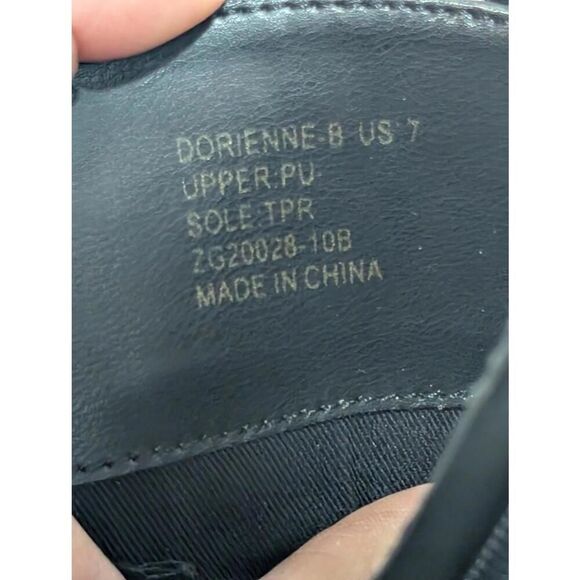 DORIENNE-B US 7
UPPER.PU
SOLE.TPR
ZG20028-10B
MADE IN CHINA